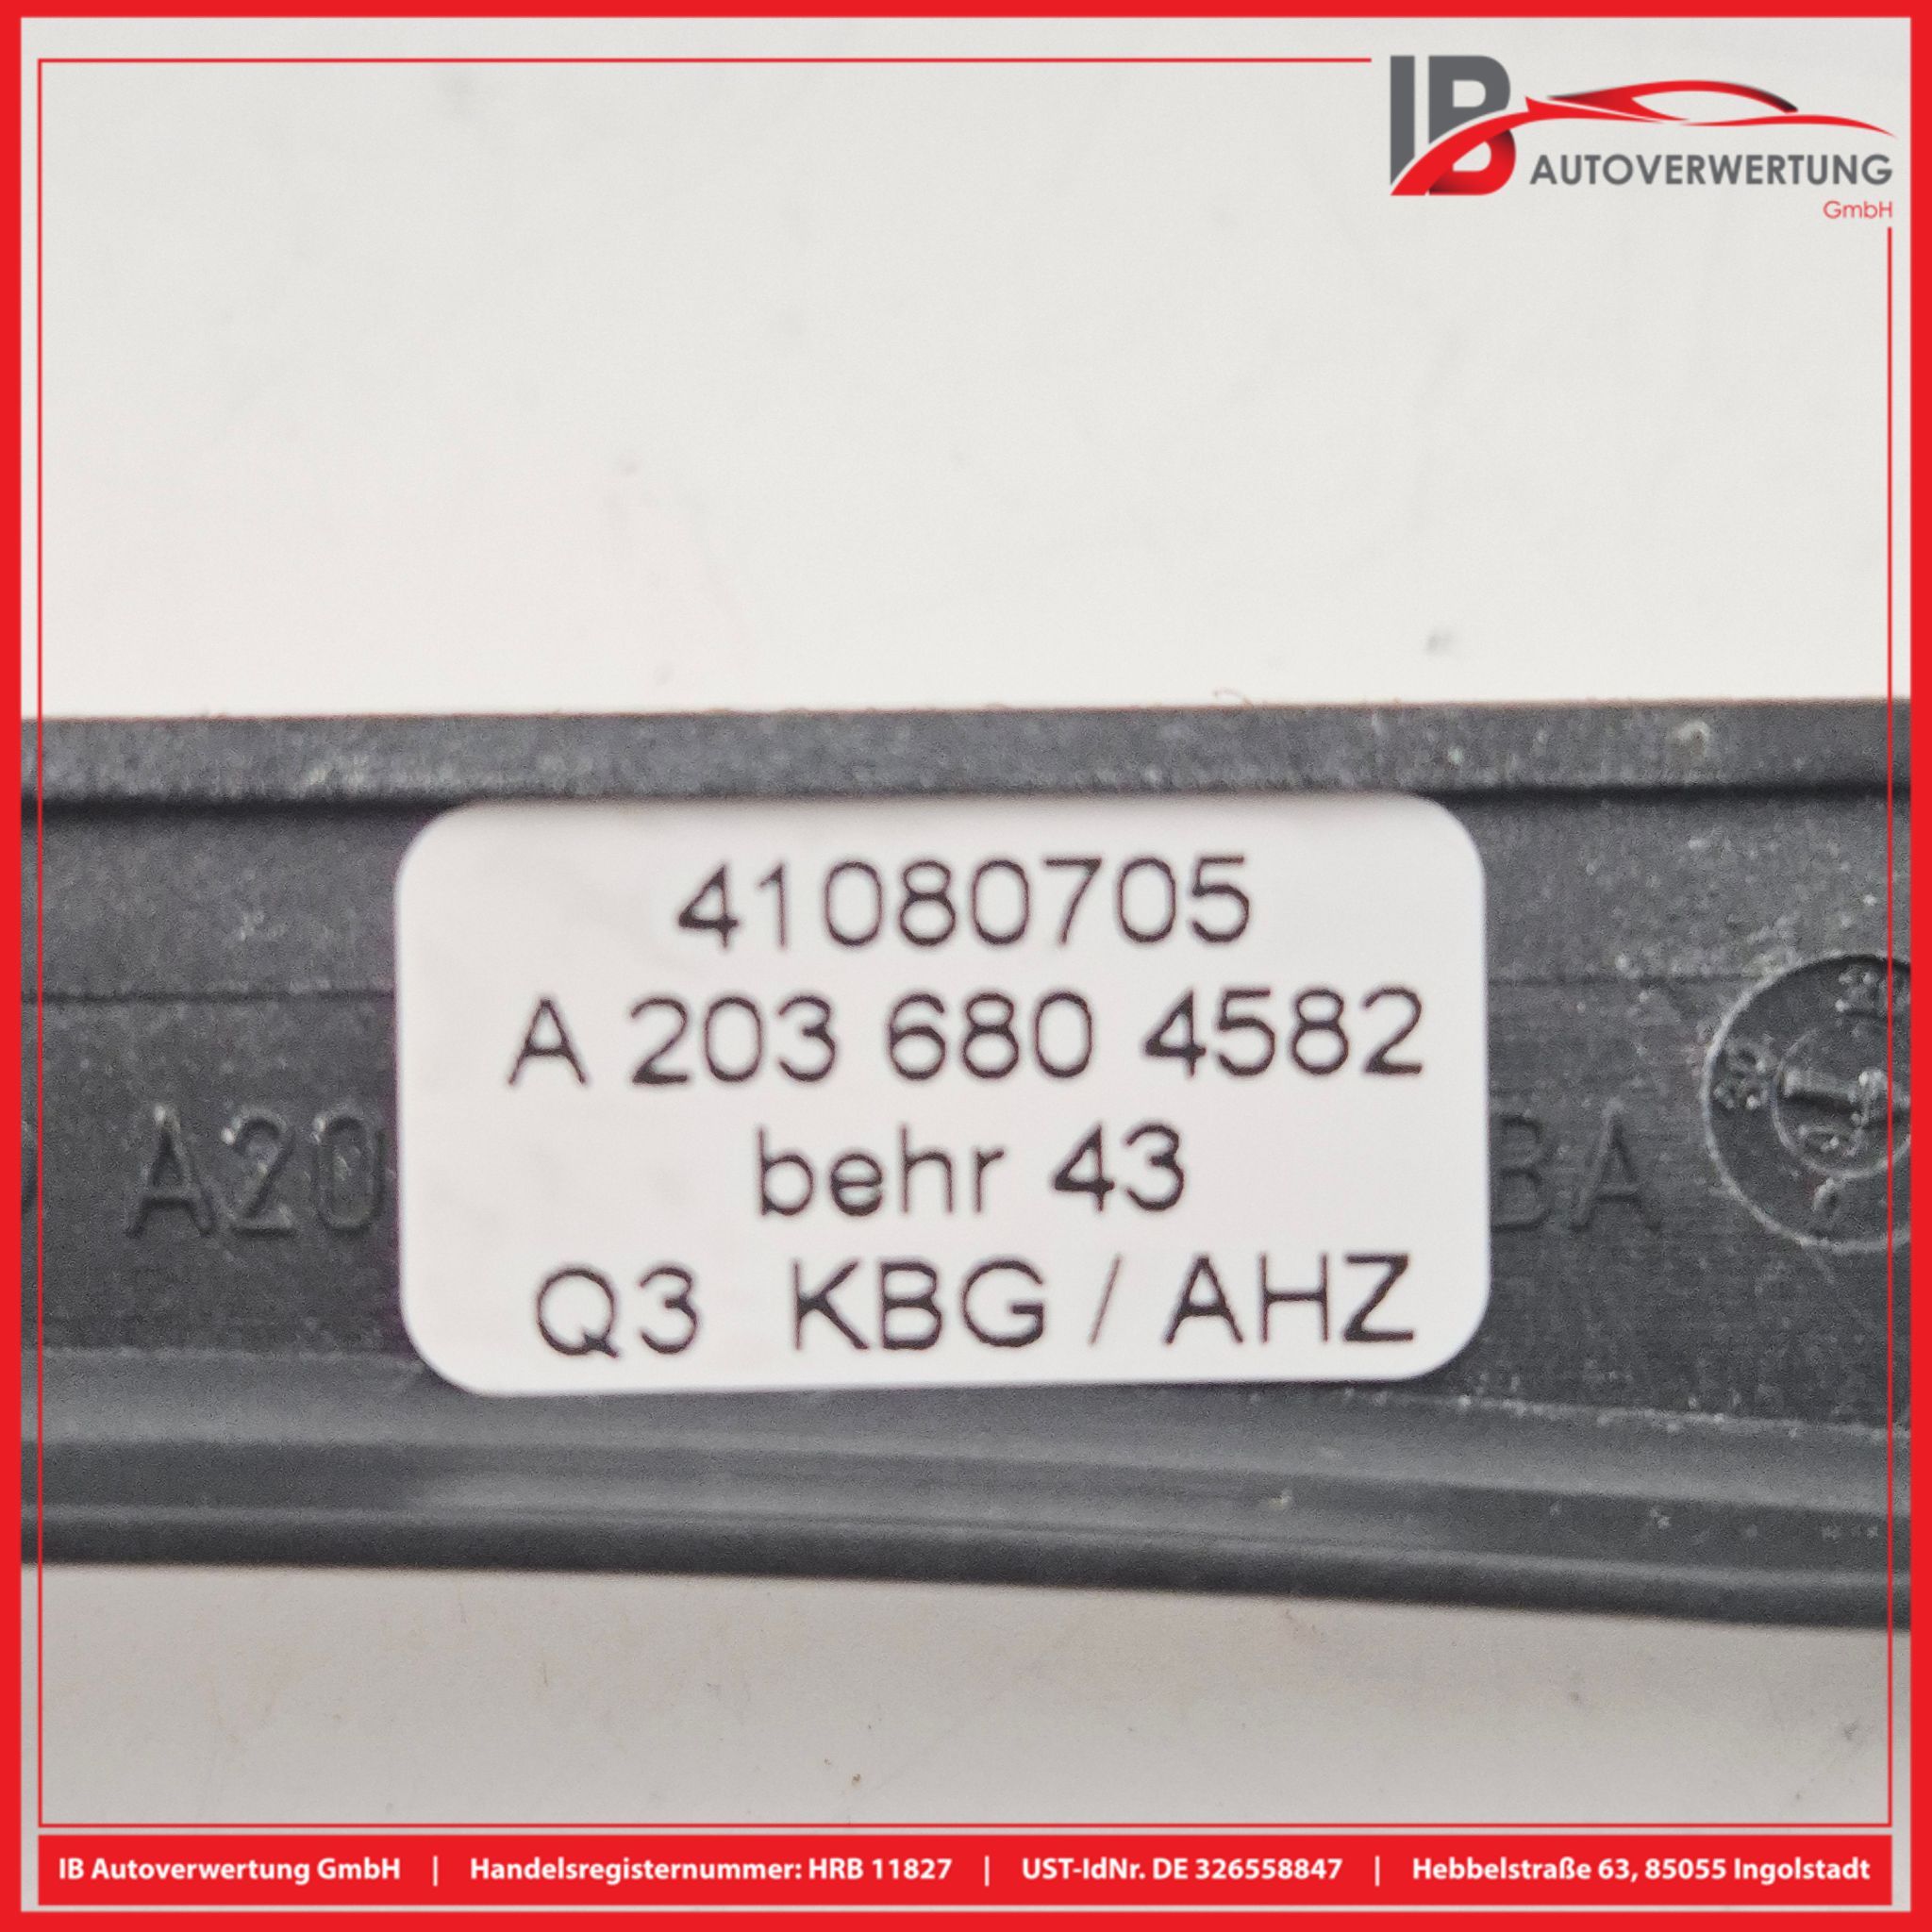 IB
AUTOVERWERTUNG
GmbH
41080705
A 203 680 4582
behr 43
Q3 KBG / AHZ
A20
BA
IB Autoverwertung GmbH | Handelsregisternummer: HRB 11827 | UST-IdNr. DE 326558847 | Hebbelstraße 63, 85055 Ingolstadt